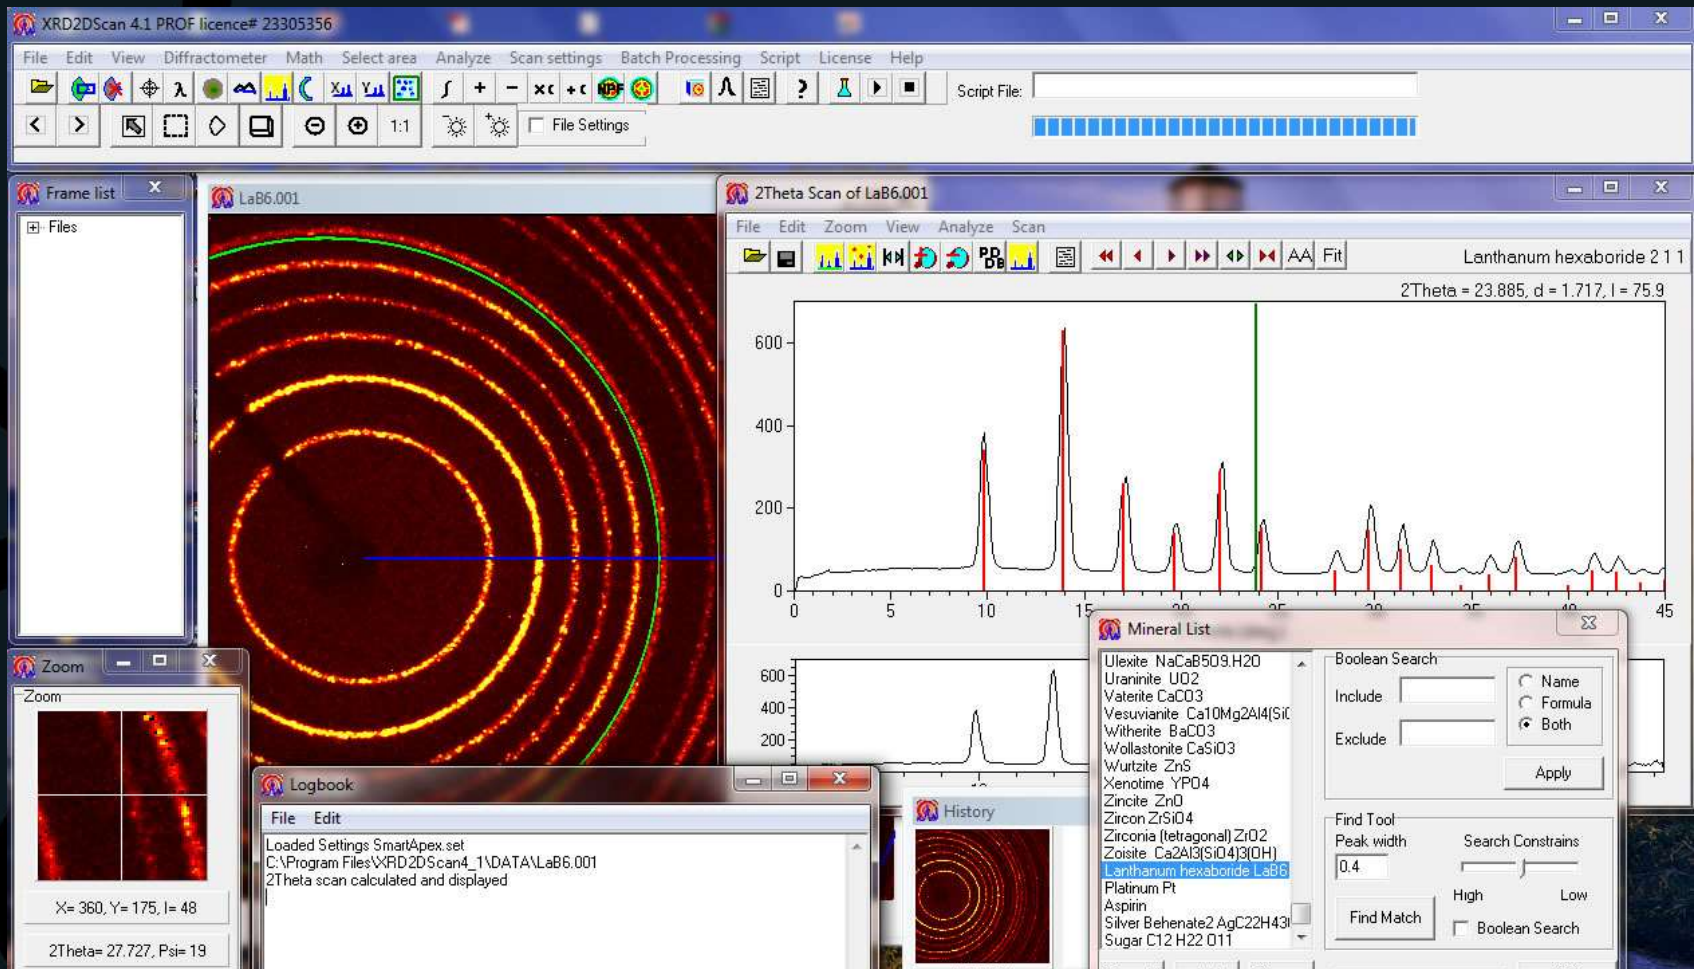 XRD2DScan 4.1 PROF licence# 23305356
File Edit View Diffractometer Math Select area Analyze Scan settings Batch Processing Script License Help
λ X Y ∫ + − ×C +C NBF ? Script File:
< > 1:1 File Settings
Frame list
Files
LaB6.001
2Theta Scan of LaB6.001
File Edit Zoom View Analyze Scan
PDDB AA Fit Lanthanum hexaboride 2 1 1
2Theta = 23.885, d = 1.717, I = 75.9
600
400
200
0
0 5 10 15 45
600
400
200
Zoom
Zoom
X= 360, Y= 175, I= 48
2Theta= 27.727, Psi= 19
Logbook
File Edit
Loaded Settings SmartApex.set
C:\Program Files\XRD2DScan4_1\DATA\LaB6.001
2Theta scan calculated and displayed
History
Mineral List
Ulexite NaCaB5O9.H2O
Uraninite UO2
Vaterite CaCO3
Vesuvianite Ca10Mg2Al4(Si
Witherite BaCO3
Wollastonite CaSiO3
Wurtzite ZnS
Xenotime YPO4
Zincite ZnO
Zircon ZrSiO4
Zirconia (tetragonal) ZrO2
Zoisite Ca2Al3(SiO4)3(OH)
Lanthanum hexaboride LaB6
Platinum Pt
Aspirin
Silver Behenate2 AgC22H43
Sugar C12 H22 O11
Boolean Search
Include
Exclude
Name
Formula
Both
Apply
Find Tool
Peak width
0.4
Search Constrains
High Low
Find Match
Boolean Search